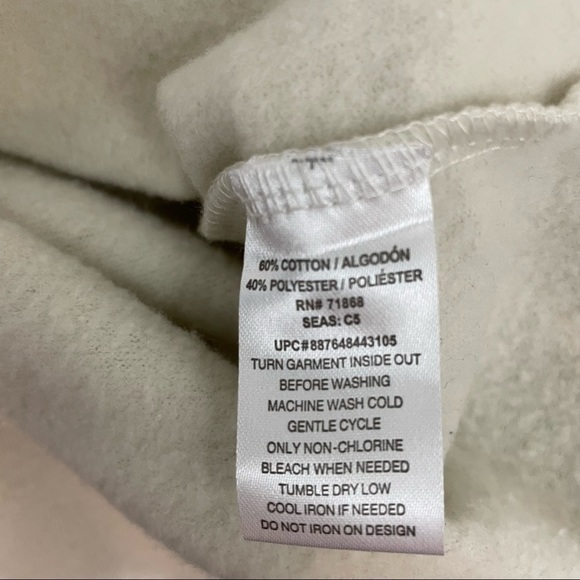 60% COTTON / ALGODÓN
40% POLYESTER / POLIÉSTER
RN# 71868
SEAS: C5
UPC#887648443105
TURN GARMENT INSIDE OUT
BEFORE WASHING
MACHINE WASH COLD
GENTLE CYCLE
ONLY NON-CHLORINE
BLEACH WHEN NEEDED
TUMBLE DRY LOW
COOL IRON IF NEEDED
DO NOT IRON ON DESIGN